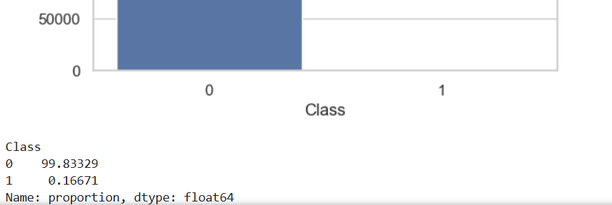 50000
0
0 1
Class
Class
0 99.83329
1 0.16671
Name: proportion, dtype: float64